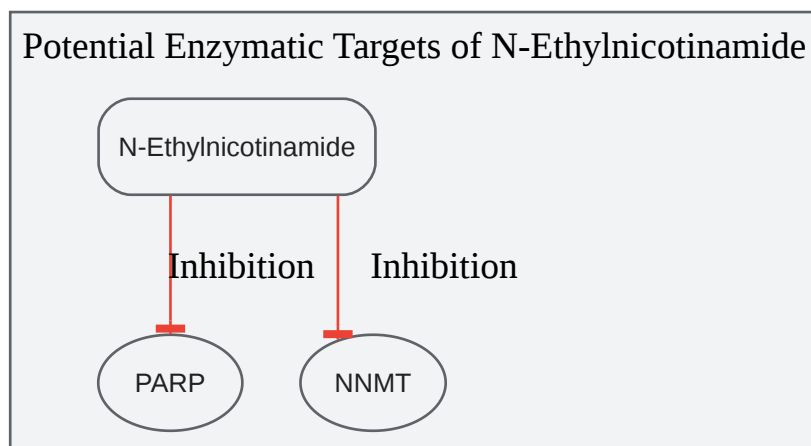 Potential Enzymatic Targets of N-Ethylnicotinamide
N-Ethylnicotinamide
Inhibition Inhibition
PARP NNMT